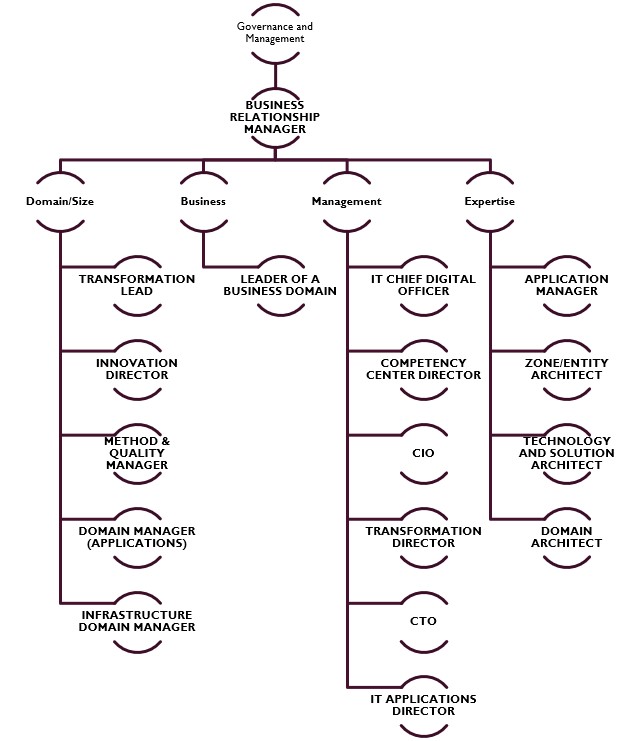 Governance and
Management
BUSINESS
RELATIONSHIP
MANAGER
Domain/Size
Business
Management
Expertise
TRANSFORMATION
LEAD
INNOVATION
DIRECTOR
METHOD &
QUALITY
MANAGER
DOMAIN MANAGER
(APPLICATIONS)
INFRASTRUCTURE
DOMAIN MANAGER
LEADER OF A
BUSINESS DOMAIN
IT CHIEF DIGITAL
OFFICER
COMPETENCY
CENTER DIRECTOR
CIO
TRANSFORMATION
DIRECTOR
CTO
IT APPLICATIONS
DIRECTOR
APPLICATION
MANAGER
ZONE/ENTITY
ARCHITECT
TECHNOLOGY
AND SOLUTION
ARCHITECT
DOMAIN
ARCHITECT